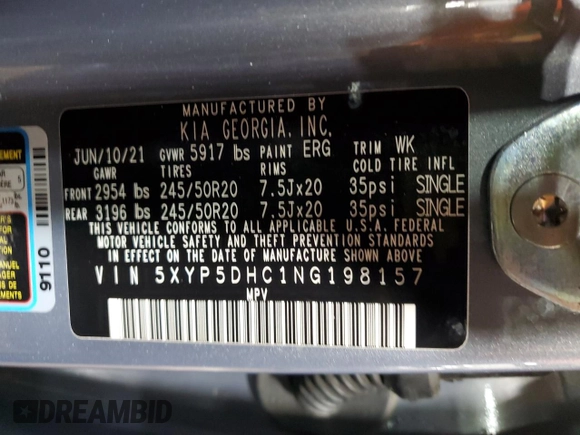 MANUFACTURED BY
KIA GEORGIA, INC.
JUN/10/21 GVWR 5917 lbs PAINT ERG TRIM WK
GAWR TIRES RIMS COLD TIRE INFL
FRONT 2954 lbs 245/50R20 7.5Jx20 35psi SINGLE
REAR 3196 lbs 245/50R20 7.5Jx20 35psi SINGLE
THIS VEHICLE CONFORMS TO ALL APPLICABLE U.S.A. FEDERAL
MOTOR VEHICLE SAFETY AND THEFT PREVENTION STANDARDS
IN EFFECT ON THE DATE OF MANUFACTURE SHOWN ABOVE.
VIN 5XYP5DHC1NG198157
MPV
9110
DREAMBID